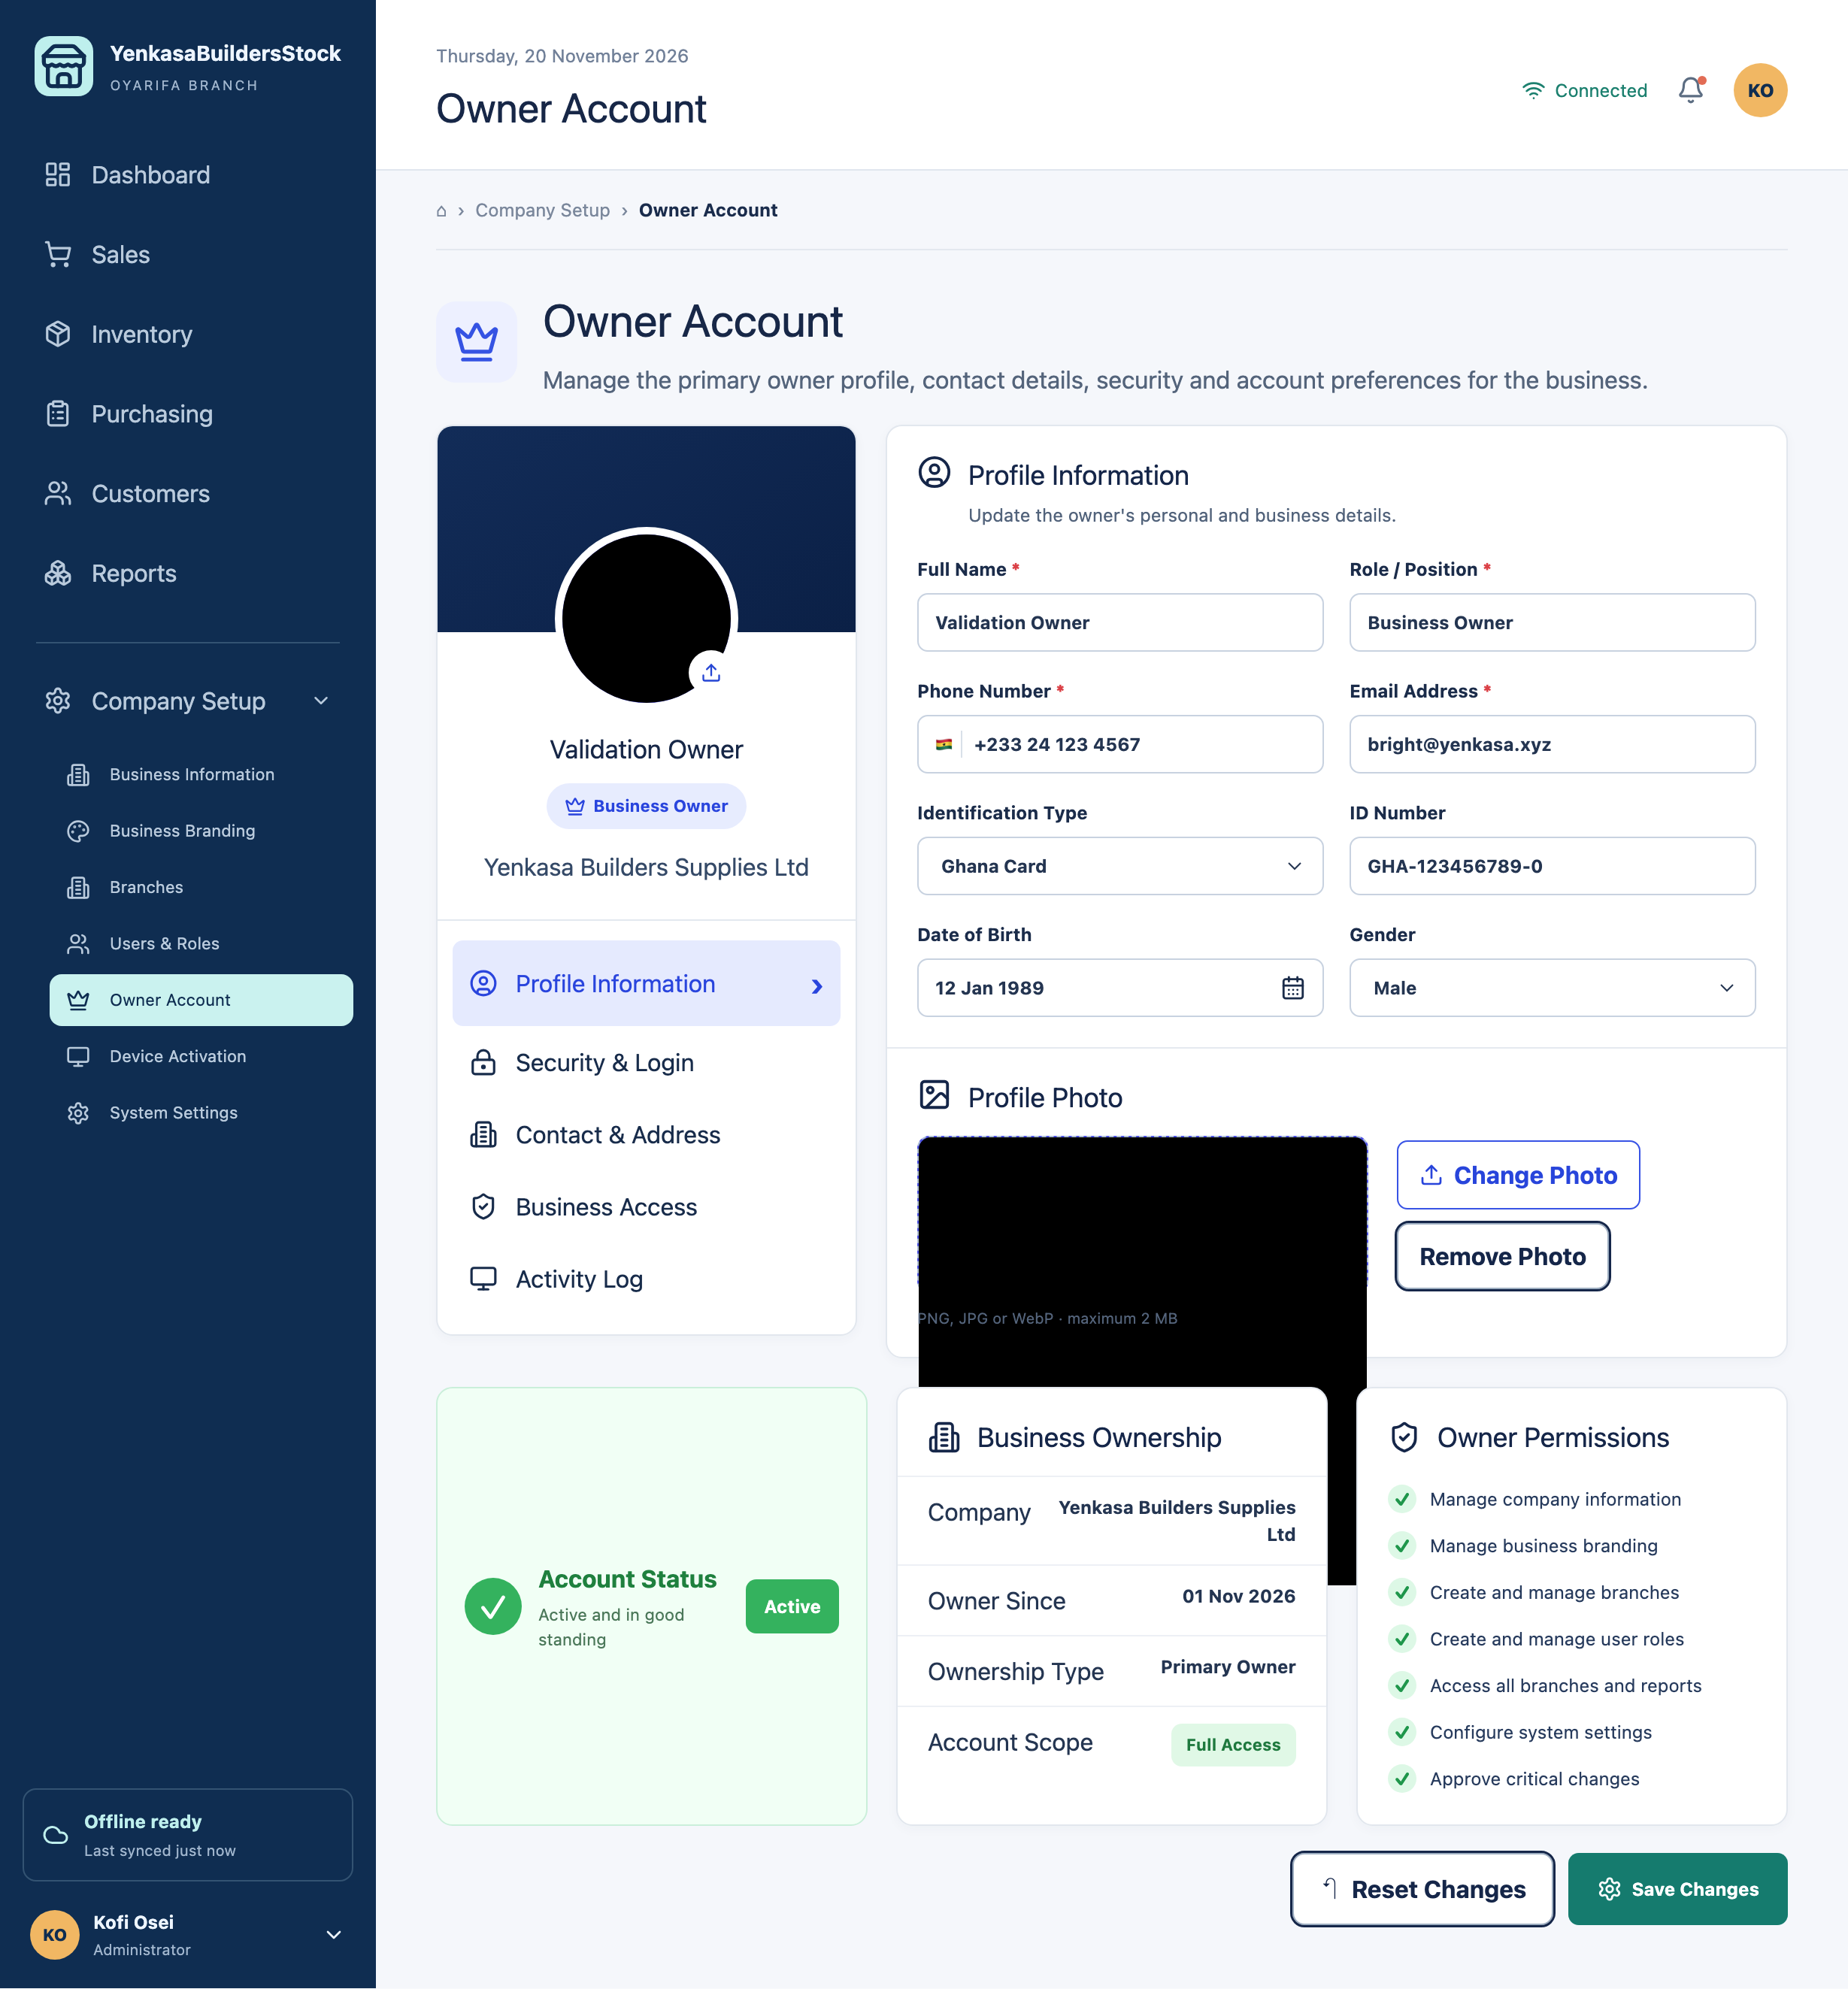 YenkasaBuildersStock
OYARIFA BRANCH
Dashboard
Sales
Inventory
Purchasing
Customers
Reports
Company Setup
Business Information
Business Branding
Branches
Users & Roles
Owner Account
Device Activation
System Settings
Offline ready
Last synced just now
KO
Kofi Osei
Administrator
Thursday, 20 November 2026
Owner Account
Connected
KO
Company Setup › Owner Account
Owner Account
Manage the primary owner profile, contact details, security and account preferences for the business.
Validation Owner
Business Owner
Yenkasa Builders Supplies Ltd
Profile Information
Security & Login
Contact & Address
Business Access
Activity Log
Profile Information
Update the owner's personal and business details.
Full Name *
Validation Owner
Role / Position *
Business Owner
Phone Number *
+233 24 123 4567
Email Address *
bright@yenkasa.xyz
Identification Type
Ghana Card
ID Number
GHA-123456789-0
Date of Birth
12 Jan 1989
Gender
Male
Profile Photo
Change Photo
Remove Photo
PNG, JPG or WebP · maximum 2 MB
Account Status
Active and in good
standing
Active
Business Ownership
Company
Yenkasa Builders Supplies
Ltd
Owner Since
01 Nov 2026
Ownership Type
Primary Owner
Account Scope
Full Access
Owner Permissions
Manage company information
Manage business branding
Create and manage branches
Create and manage user roles
Access all branches and reports
Configure system settings
Approve critical changes
Reset Changes
Save Changes